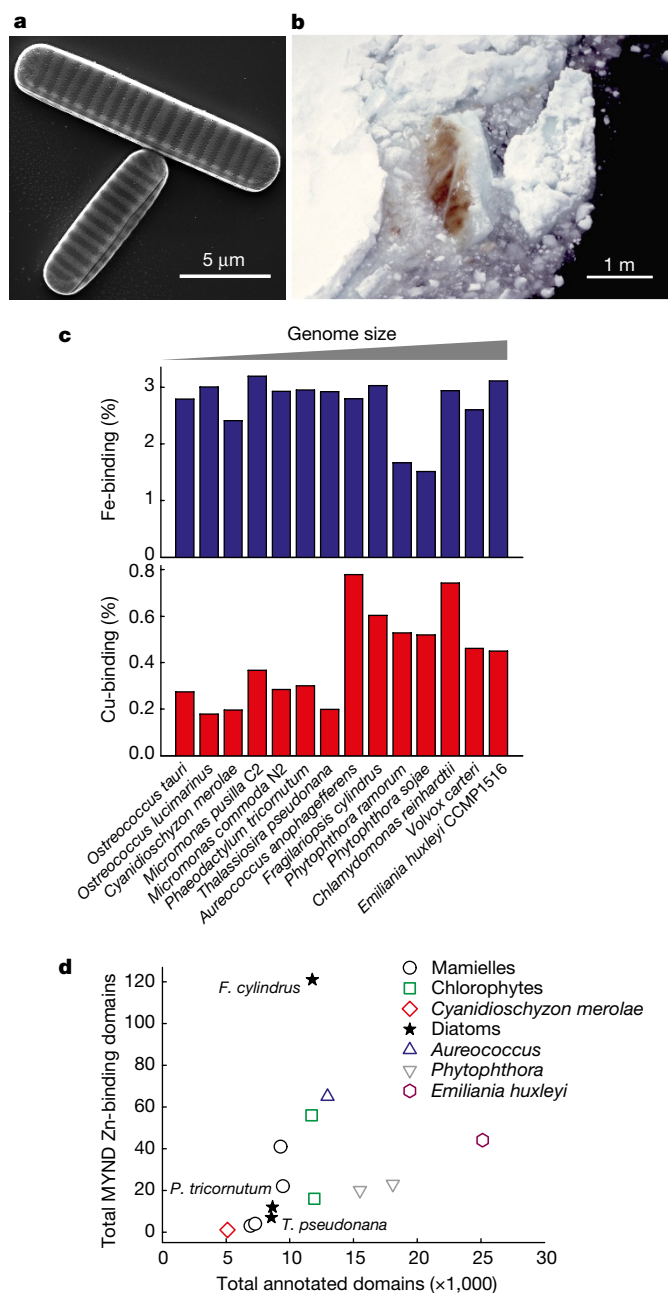 a
b
5 µm
1 m
c
Genome size
Fe-binding (%)
3
2
1
0
Cu-binding (%)
0.8
0.6
0.4
0.2
0.0
Ostreococcus tauri
Ostreococcus lucimarinus
Cyanidioschyzon merolae
Micromonas pusilla C2
Micromonas commoda N2
Phaeodactylum tricornutum
Thalassiosira pseudonana
Aureococcus anophagefferens
Fragilariopsis cylindrus
Phytophthora ramorum
Phytophthora sojae
Chlamydomonas reinhardtii
Volvox carteri
Emiliania huxleyi CCMP1516
d
Total MYND Zn-binding domains
120
100
80
60
40
20
0
F. cylindrus
P. tricornutum
T. pseudonana
Mamielles
Chlorophytes
Cyanidioschyzon merolae
Diatoms
Aureococcus
Phytophthora
Emiliania huxleyi
0 5 10 15 20 25 30
Total annotated domains (×1,000)